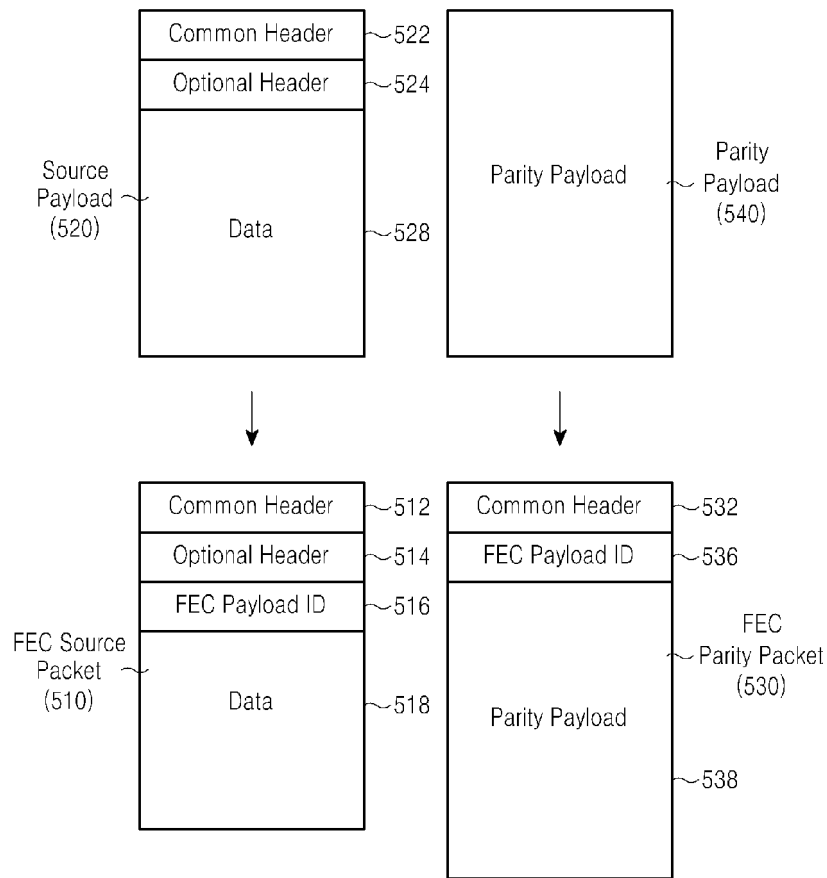 Common Header
522
Optional Header
524
Source
Payload
(520)
Data
528
Parity Payload
Parity
Payload
(540)
Common Header
512
Optional Header
514
FEC Payload ID
516
FEC Source
Packet
(510)
Data
518
Common Header
532
FEC Payload ID
536
Parity Payload
FEC
Parity Packet
(530)
538